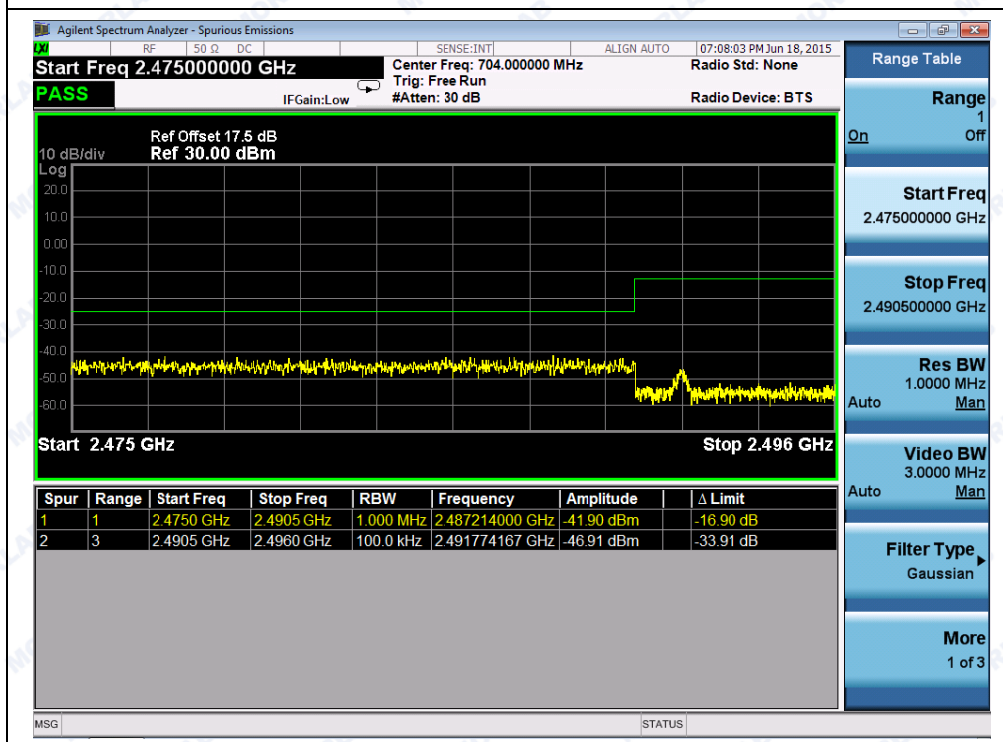 Agilent Spectrum Analyzer - Spurious Emissions
LXI RF 50 Ω DC SENSE:INT ALIGN AUTO 07:08:03 PM Jun 18, 2015
Start Freq 2.475000000 GHz Center Freq: 704.000000 MHz Radio Std: None
Trig: Free Run
PASS IFGain:Low #Atten: 30 dB Radio Device: BTS
Ref Offset 17.5 dB
10 dB/div Ref 30.00 dBm
Log
20.0
10.0
0.00
-10.0
-20.0
-30.0
-40.0
-50.0
-60.0
Start 2.475 GHz Stop 2.496 GHz
Spur Range Start Freq Stop Freq RBW Frequency Amplitude Δ Limit
1 1 2.4750 GHz 2.4905 GHz 1.000 MHz 2.487214000 GHz -41.90 dBm -16.90 dB
2 3 2.4905 GHz 2.4960 GHz 100.0 kHz 2.491774167 GHz -46.91 dBm -33.91 dB
MSG STATUS
Range Table
Range
1
On Off
Start Freq
2.475000000 GHz
Stop Freq
2.490500000 GHz
Res BW
1.0000 MHz
Auto Man
Video BW
3.0000 MHz
Auto Man
Filter Type
Gaussian
More
1 of 3